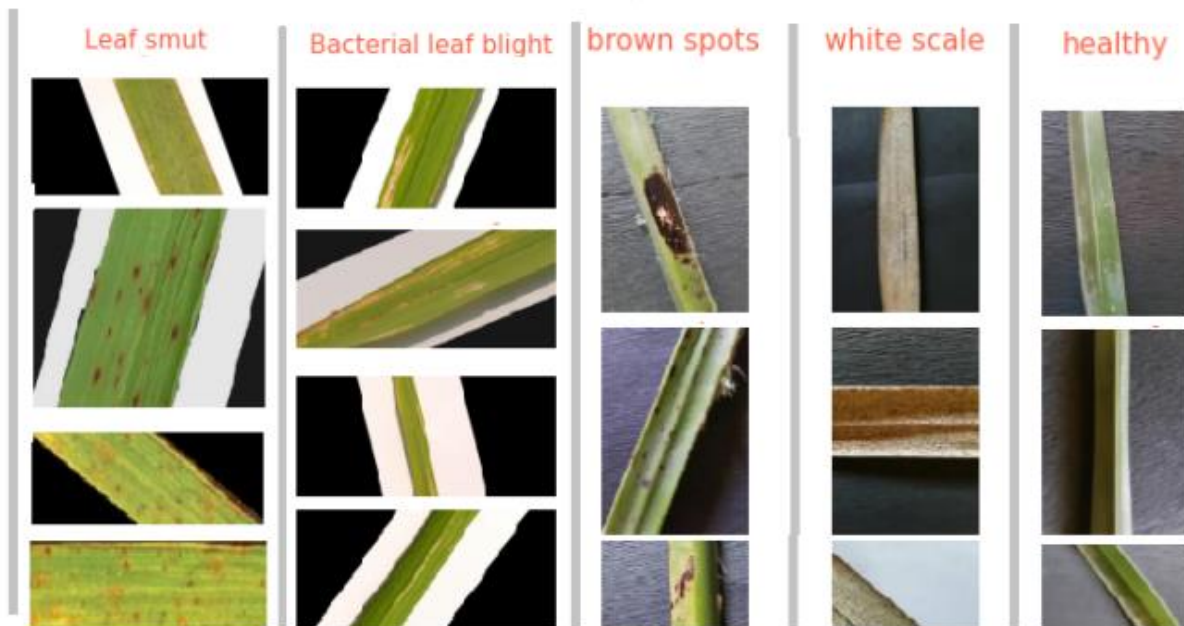 Leaf smut
Bacterial leaf blight
brown spots
white scale
healthy